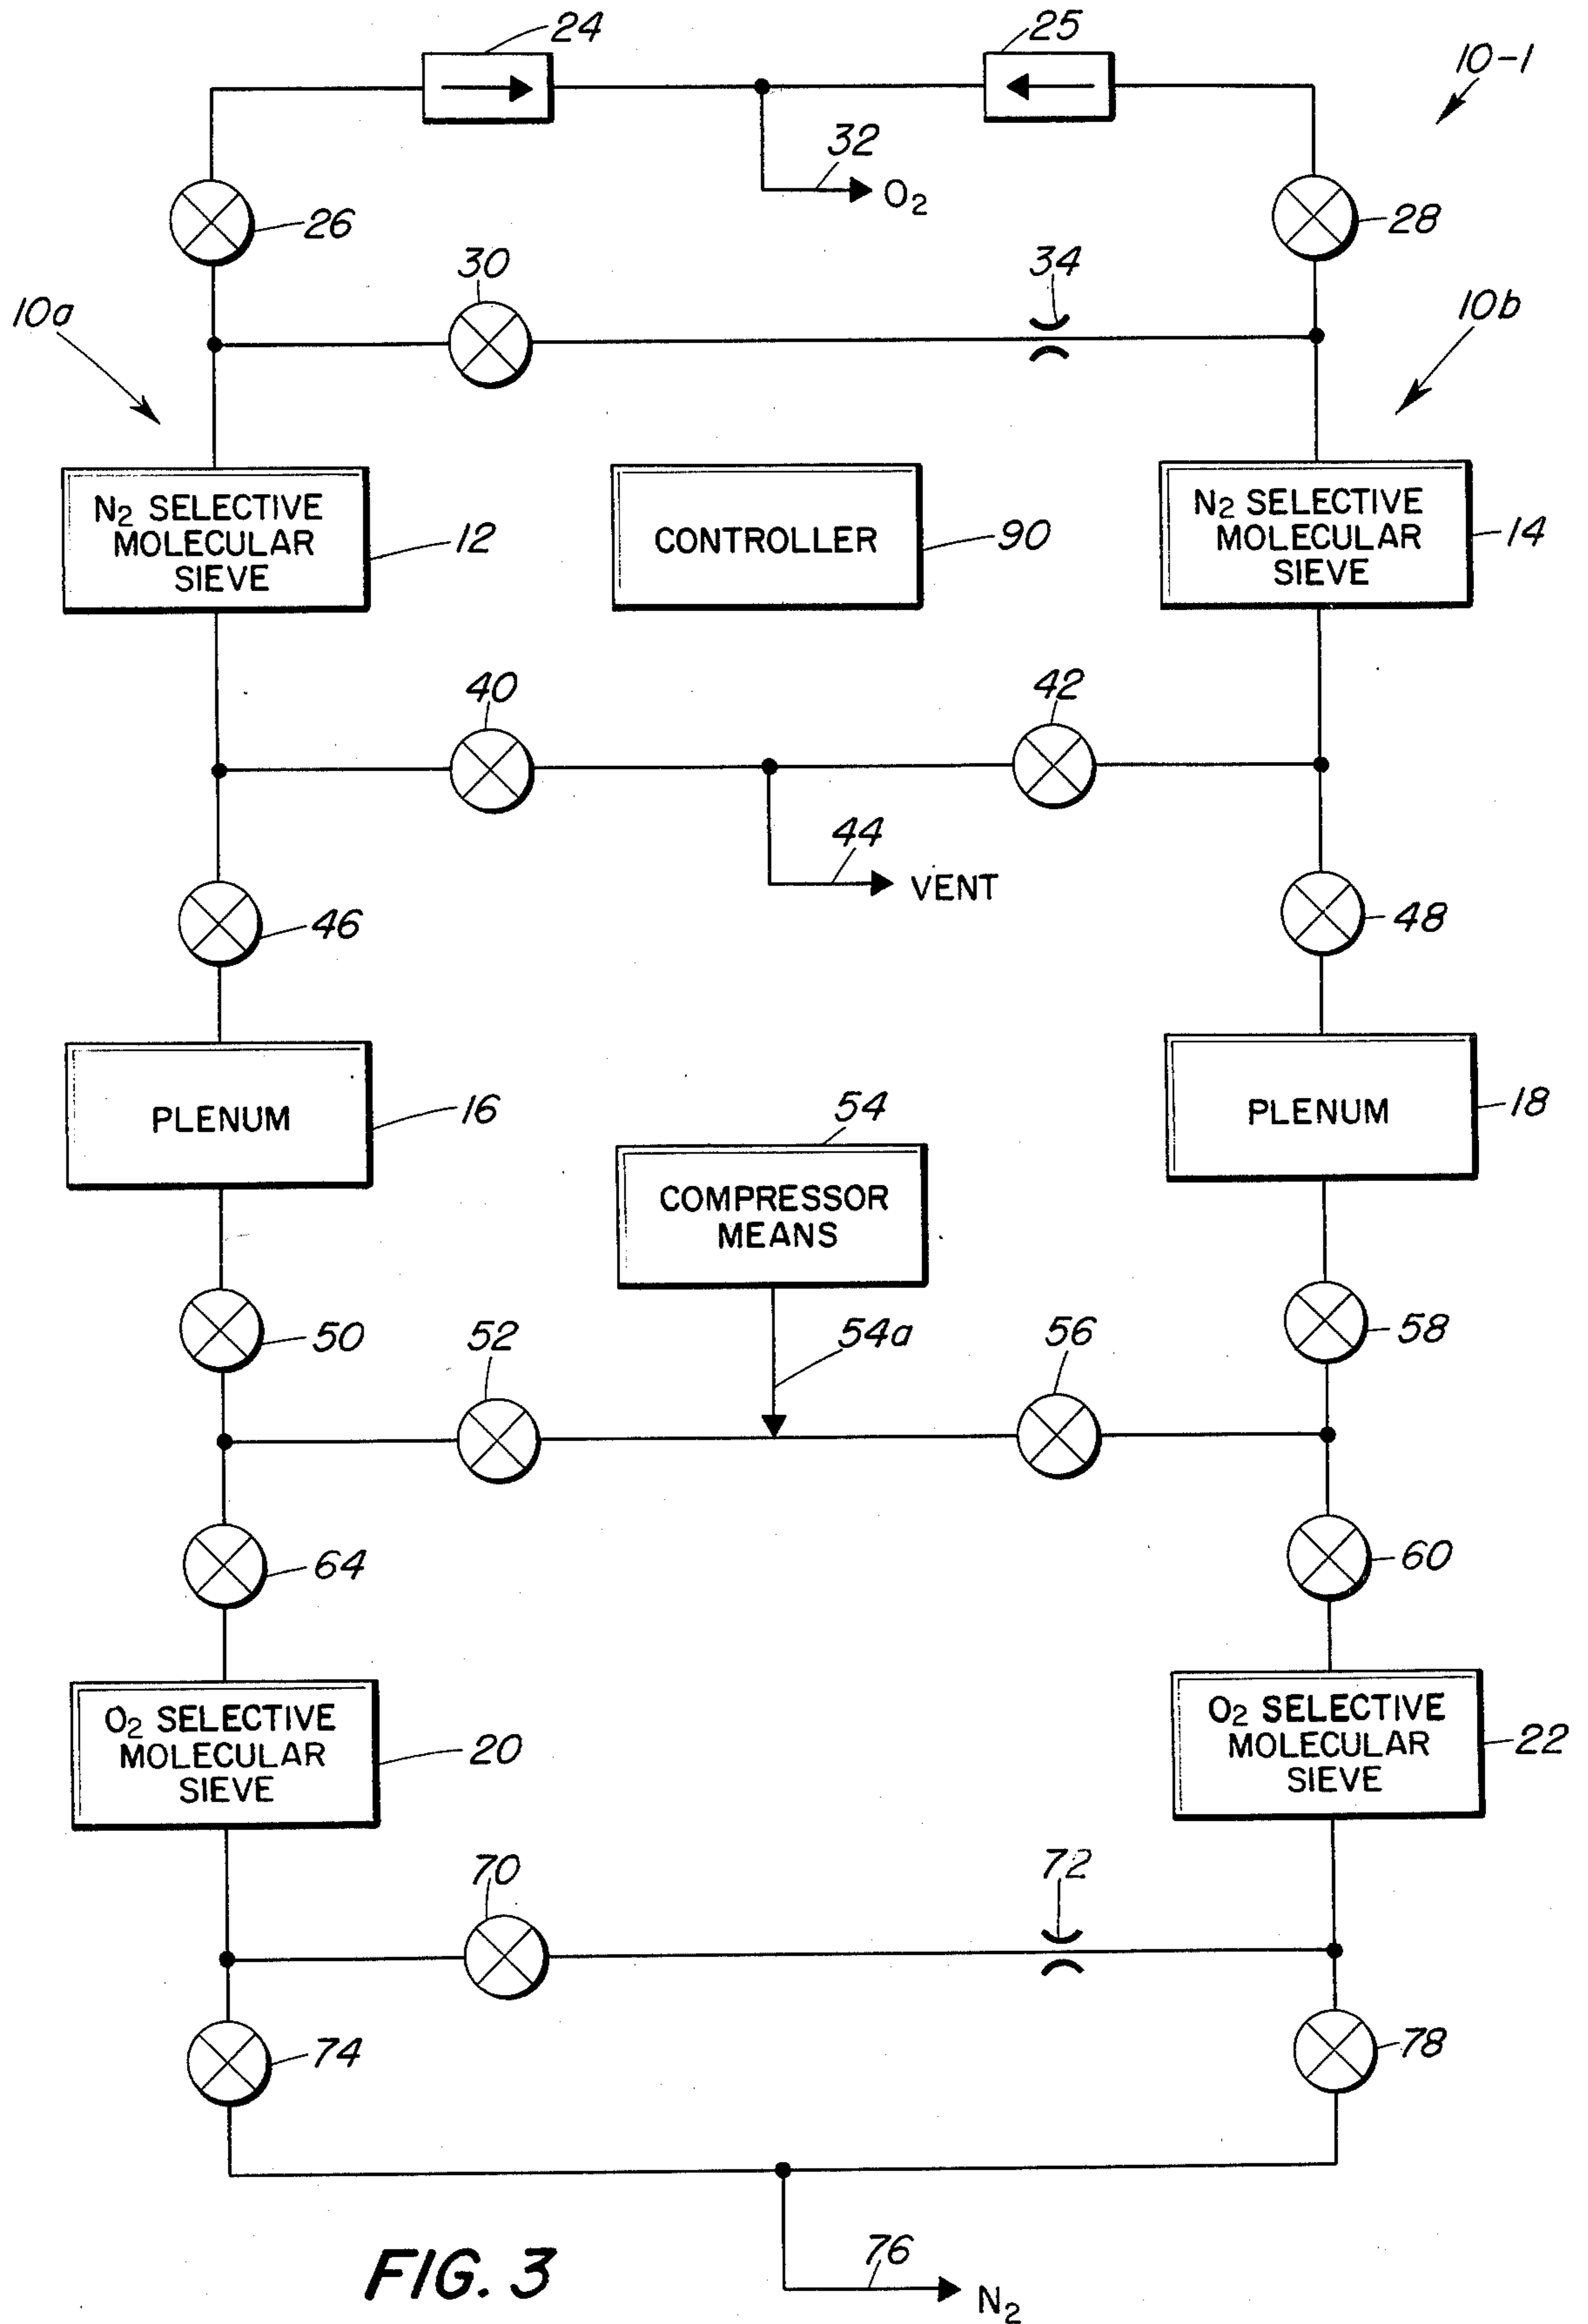 24
25
10-1
32
O2
26
28
30
34
10a
10b
N2 SELECTIVE
MOLECULAR
SIEVE
12
CONTROLLER
90
N2 SELECTIVE
MOLECULAR
SIEVE
14
40
42
44
VENT
46
48
PLENUM
16
54
PLENUM
18
COMPRESSOR
MEANS
50
52
54a
56
58
64
60
O2 SELECTIVE
MOLECULAR
SIEVE
20
O2 SELECTIVE
MOLECULAR
SIEVE
22
70
72
74
78
76
N2
FIG. 3